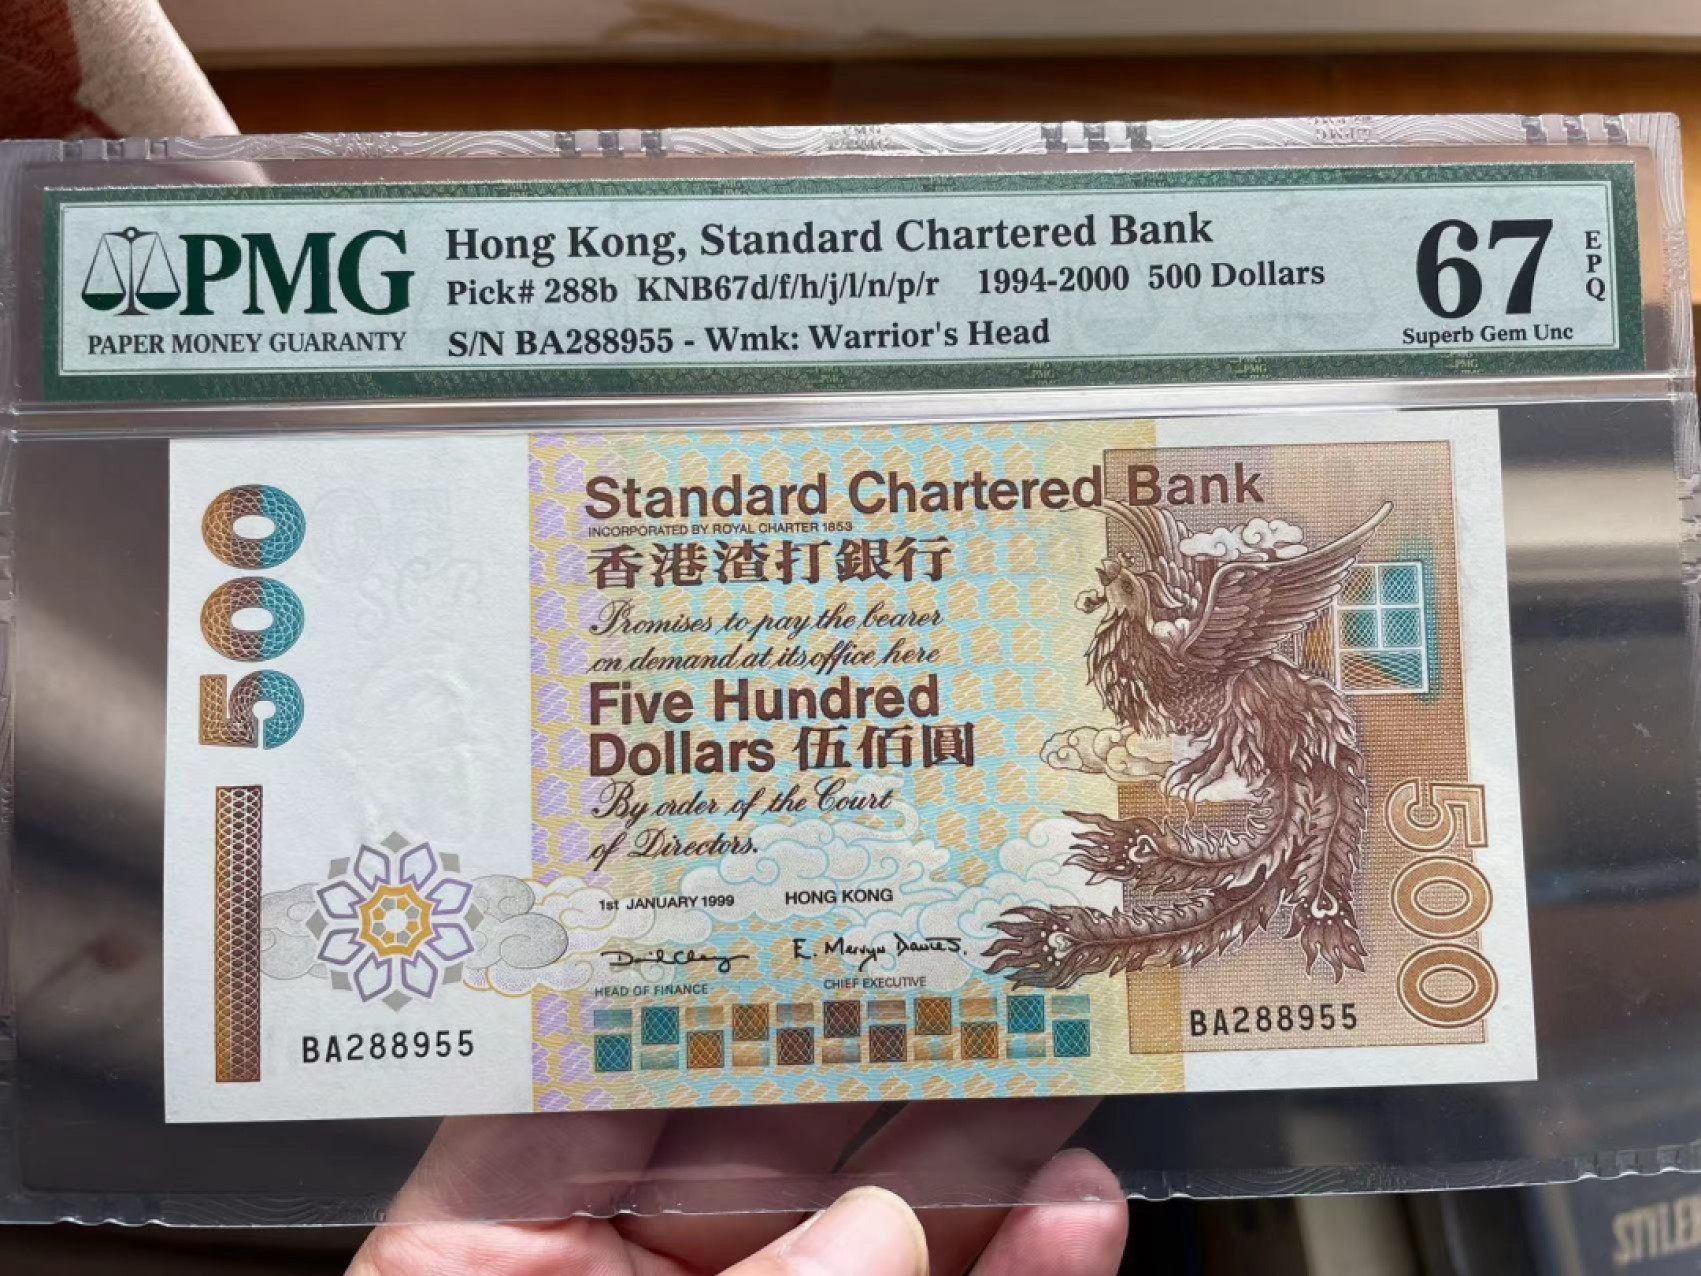 PMG
PAPER MONEY GUARANTY
Hong Kong, Standard Chartered Bank
Pick# 288b KNB67d/f/h/j/l/n/p/r 1994-2000 500 Dollars
S/N BA288955 - Wmk: Warrior's Head
67
EPQ
Superb Gem Unc
500
Standard Chartered Bank
INCORPORATED BY ROYAL CHARTER 1853
香港渣打銀行
Promises to pay the bearer
on demand at its office here
Five Hundred
Dollars 伍佰圓
By order of the Court
of Directors.
1st JANUARY 1999 HONG KONG
E. Mervyn Davies.
HEAD OF FINANCE CHIEF EXECUTIVE
BA288955
BA288955
500